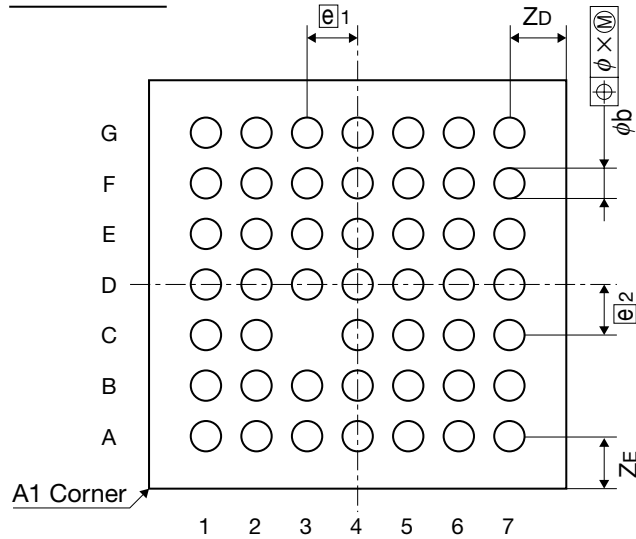 e1
ZD
⌖ φ × Ⓜ
φb
G
F
E
D
C
B
A
e2
ZE
A1 Corner
1 2 3 4 5 6 7